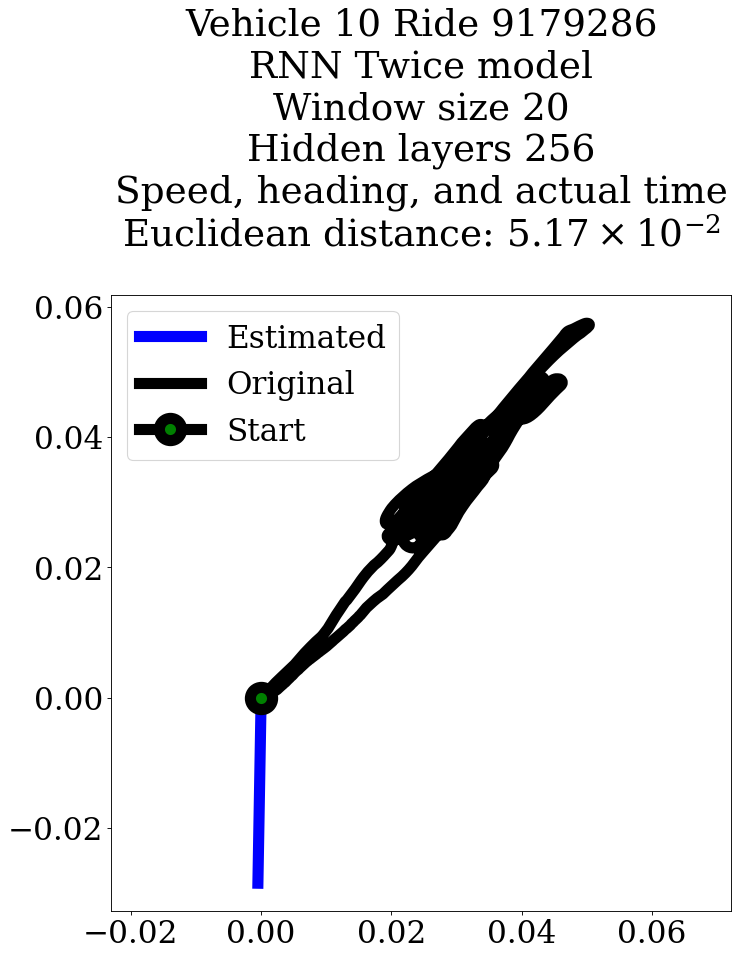 Vehicle 10 Ride 9179286
RNN Twice model
Window size 20
Hidden layers 256
Speed, heading, and actual time
Euclidean distance: 5.17 × 10⁻²
0.06
Estimated
Original
0.04
Start
0.02
0.00
−0.02
−0.02 0.00 0.02 0.04 0.06